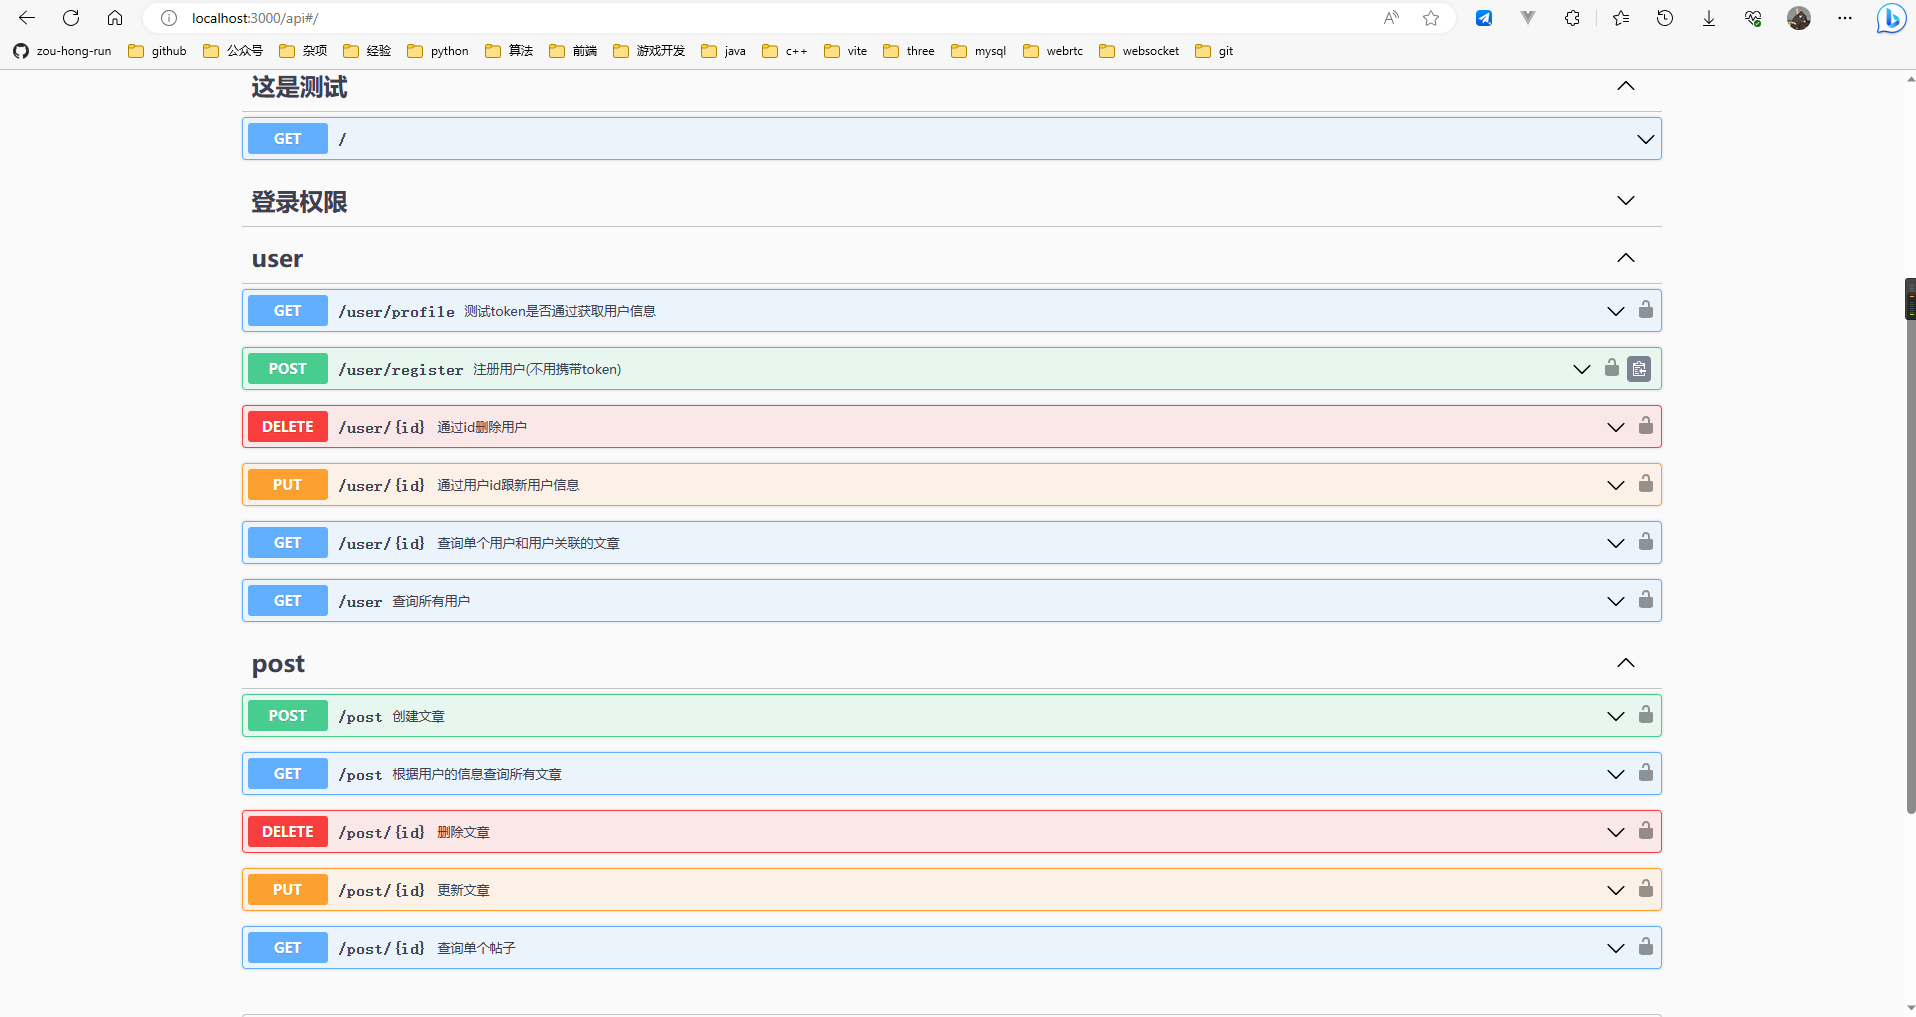 localhost:3000/api#/
zou-hong-run github 公众号 杂项 经验 python 算法 前端 游戏开发 java c++ vite three mysql webrtc websocket git
这是测试
GET /
登录权限
user
GET /user/profile 测试token是否通过获取用户信息
POST /user/register 注册用户(不用携带token)
DELETE /user/{id} 通过id删除用户
PUT /user/{id} 通过用户id跟新用户信息
GET /user/{id} 查询单个用户和用户关联的文章
GET /user 查询所有用户
post
POST /post 创建文章
GET /post 根据用户的信息查询所有文章
DELETE /post/{id} 删除文章
PUT /post/{id} 更新文章
GET /post/{id} 查询单个帖子